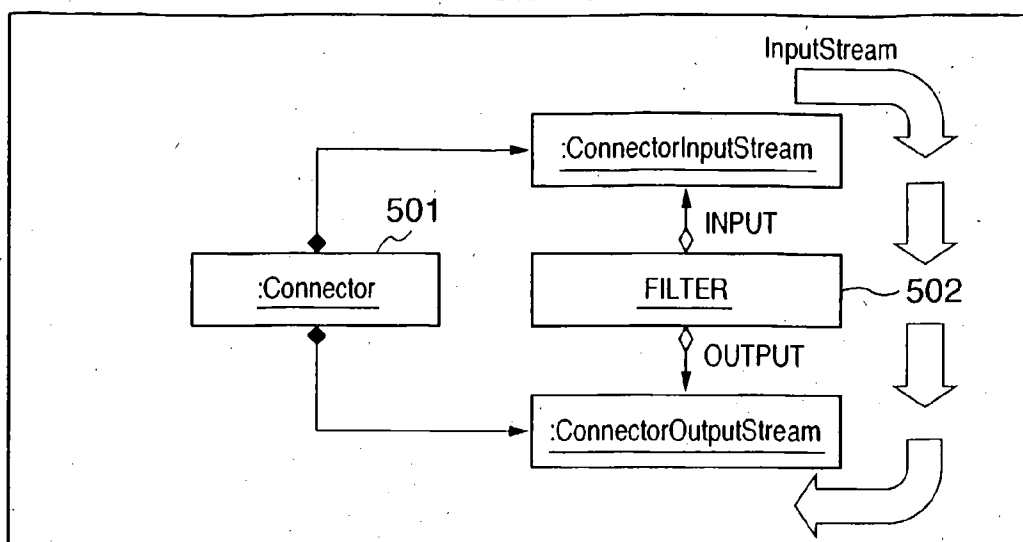 InputStream
:ConnectorInputStream
501
INPUT
:Connector
FILTER
502
OUTPUT
:ConnectorOutputStream